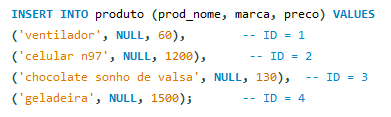 INSERT INTO produto (prod_nome, marca, preco) VALUES
('ventilador', NULL, 60),        -- ID = 1
('celular n97', NULL, 1200),      -- ID = 2
('chocolate sonho de valsa', NULL, 130),  -- ID = 3
('geladeira', NULL, 1500);      -- ID = 4